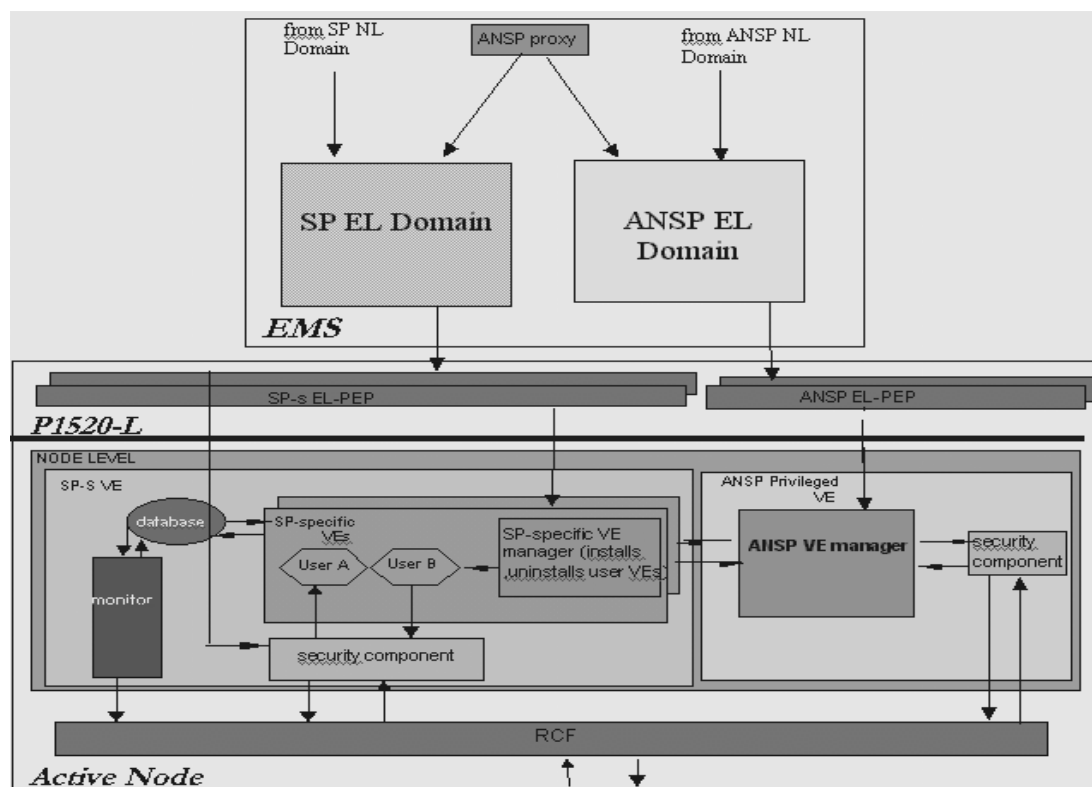 from SP NL
Domain
ANSP proxy
from ANSP NL
Domain
SP EL Domain
ANSP EL
Domain
EMS
SP-s EL-PEP
ANSP EL-PEP
P1520-L
NODE LEVEL
SP-S VE
ANSP Privileged
VE
database
SP-specific
VEs
SP-specific VE
manager (installs
,uninstalls user VEs)
User A
User B
ANSP VE manager
security
component
monitor
security component
RCF
Active Node